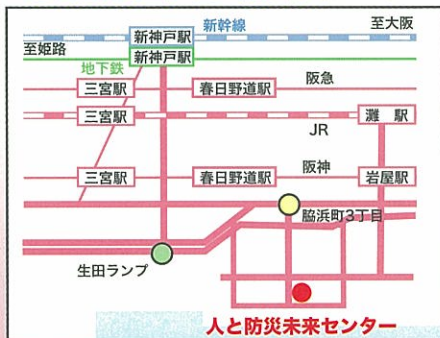 新幹線
至大阪
新神戸駅
至姫路
新神戸駅
地下鉄
阪急
三宮駅
春日野道駅
三宮駅
灘 駅
JR
阪神
三宮駅
春日野道駅
岩屋駅
脇浜町3丁目
生田ランプ
人と防災未来センター